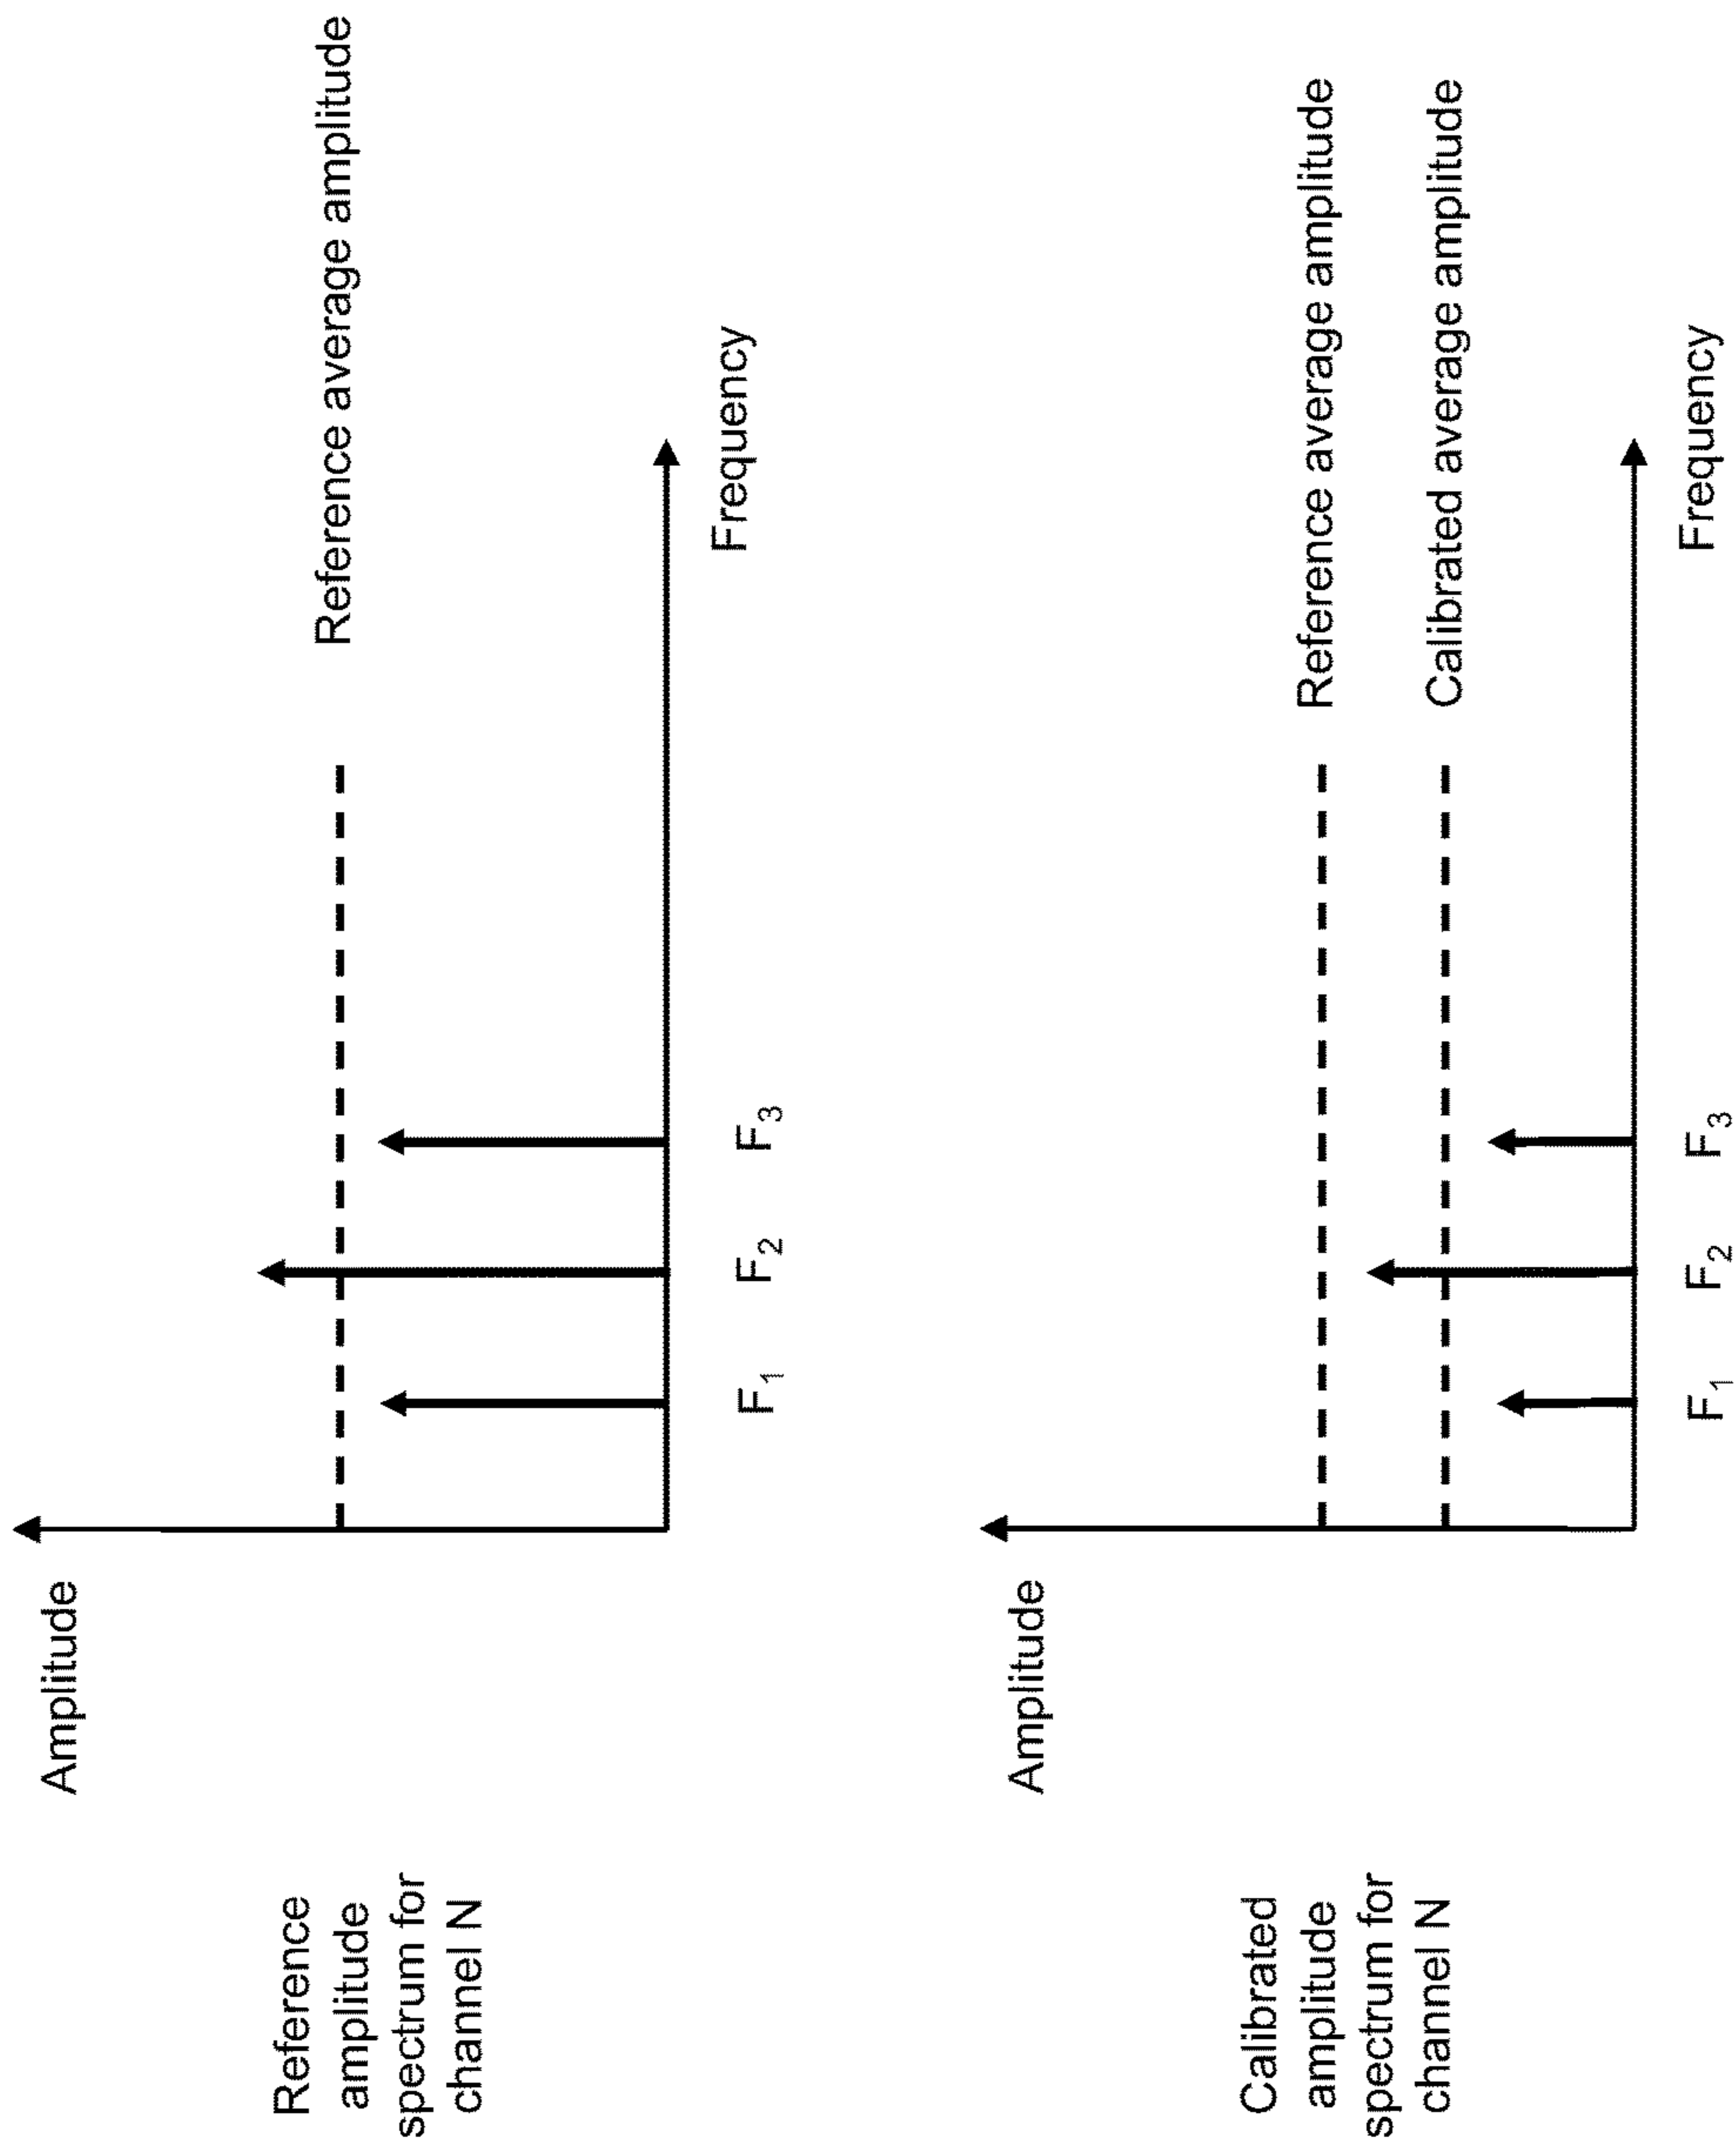 Amplitude
Reference average amplitude
Reference
amplitude
spectrum for
channel N
Frequency
F1 F2 F3
Amplitude
Reference average amplitude
Calibrated average amplitude
Calibrated
amplitude
spectrum for
channel N
Frequency
F1 F2 F3